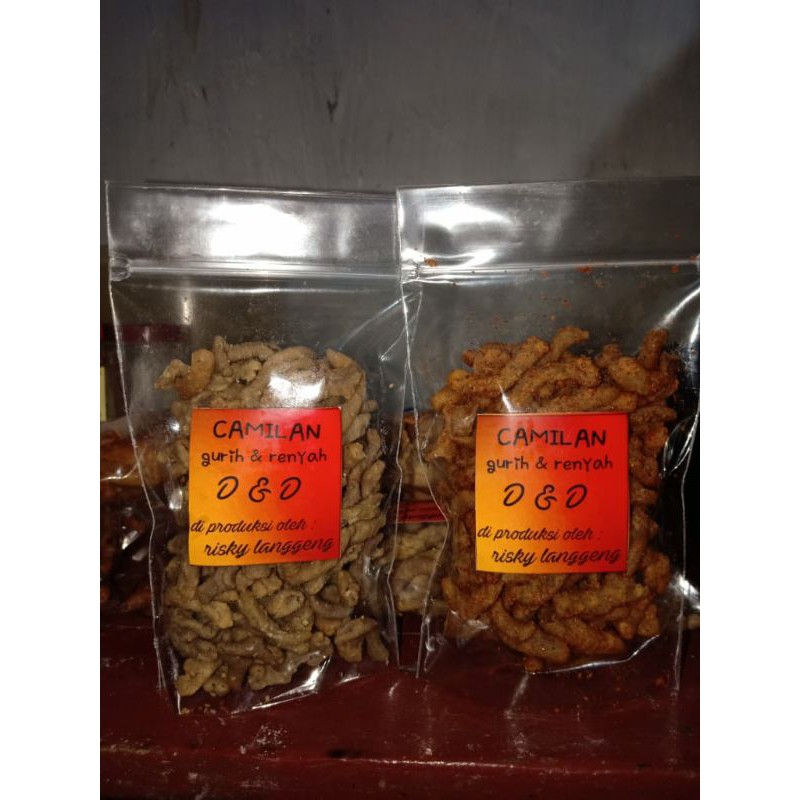 CAMILAN
gurih & renyah
D & D
di produksi oleh :
risky langgeng
CAMILAN
gurih & renyah
D & D
di produksi oleh :
risky langgeng